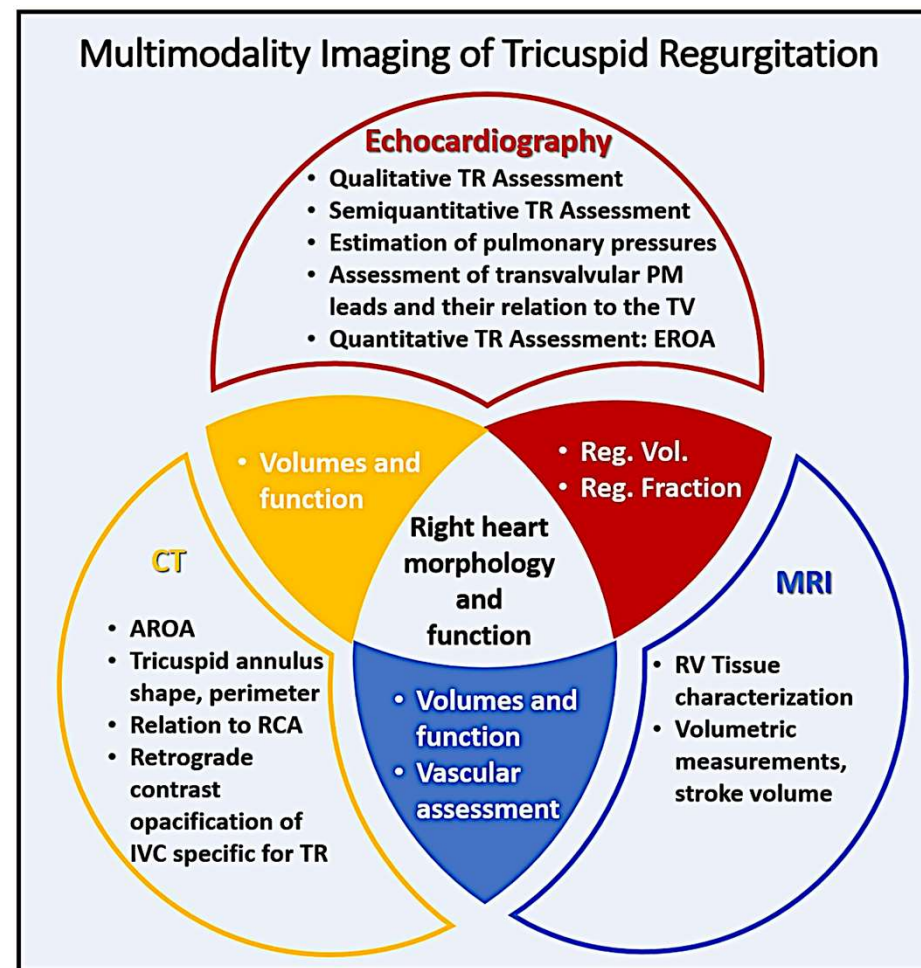 Multimodality Imaging of Tricuspid Regurgitation
Echocardiography
• Qualitative TR Assessment
• Semiquantitative TR Assessment
• Estimation of pulmonary pressures
• Assessment of transvalvular PM
leads and their relation to the TV
• Quantitative TR Assessment: EROA
• Volumes and
function
• Reg. Vol.
• Reg. Fraction
Right heart
morphology
and
function
CT
• AROA
• Tricuspid annulus
shape, perimeter
• Relation to RCA
• Retrograde
contrast
opacification of
IVC specific for TR
MRI
• RV Tissue
characterization
• Volumetric
measurements,
stroke volume
• Volumes and
function
• Vascular
assessment